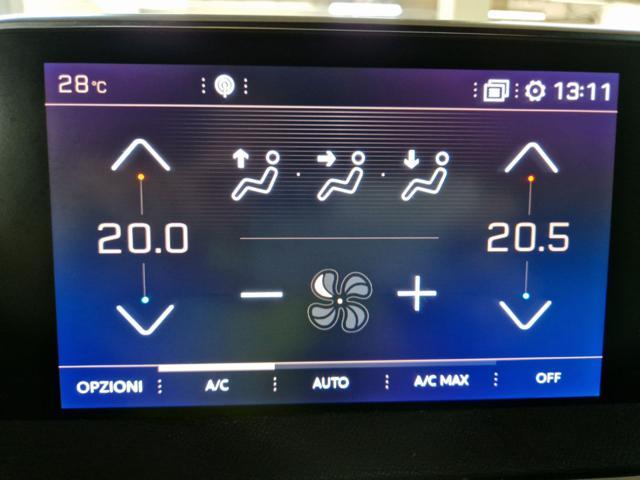 28°C 13:11
20.0 20.5
OPZIONI A/C AUTO A/C MAX OFF